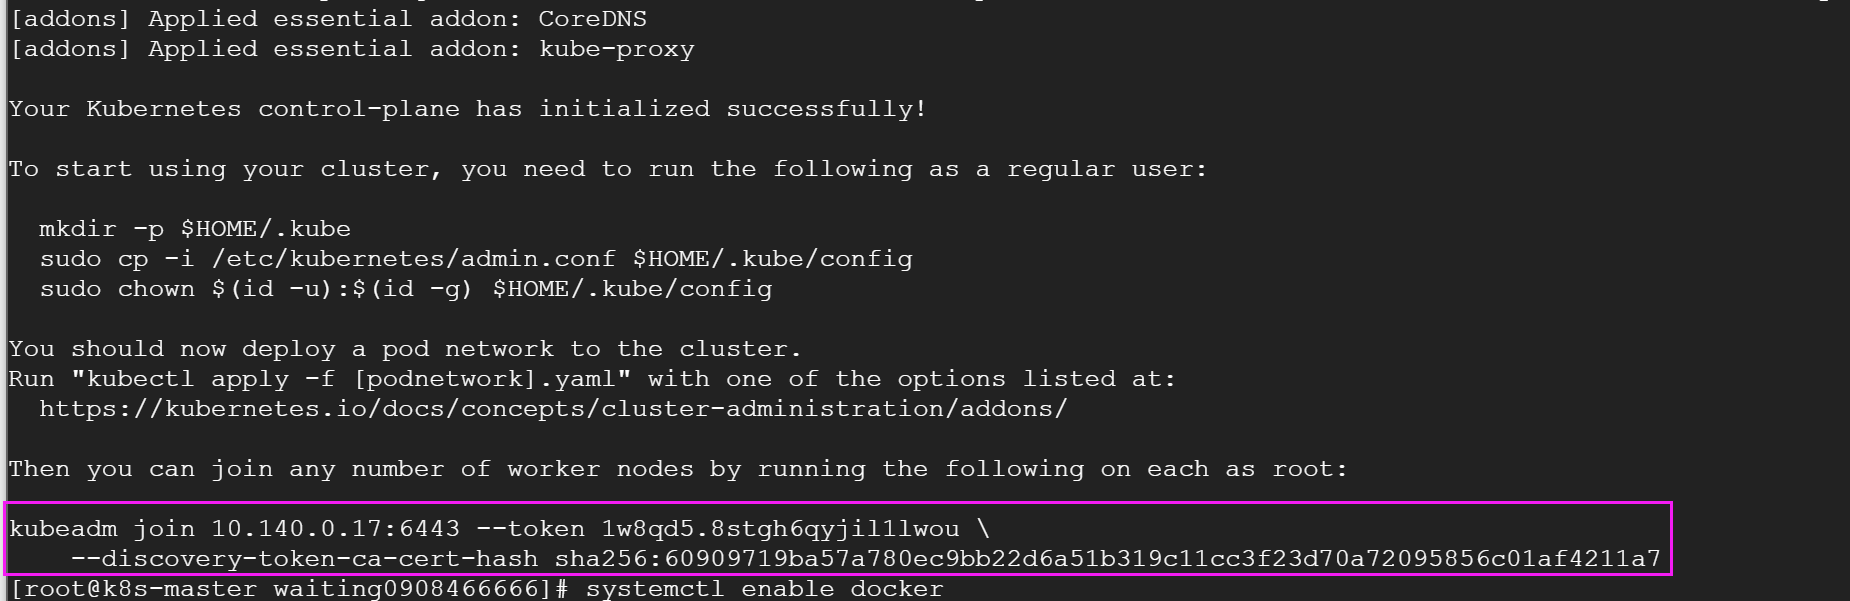 [addons] Applied essential addon: CoreDNS
[addons] Applied essential addon: kube-proxy
Your Kubernetes control-plane has initialized successfully!
To start using your cluster, you need to run the following as a regular user:
mkdir -p $HOME/.kube
sudo cp -i /etc/kubernetes/admin.conf $HOME/.kube/config
sudo chown $(id -u):$(id -g) $HOME/.kube/config
You should now deploy a pod network to the cluster.
Run "kubectl apply -f [podnetwork].yaml" with one of the options listed at:
https://kubernetes.io/docs/concepts/cluster-administration/addons/
Then you can join any number of worker nodes by running the following on each as root:
kubeadm join 10.140.0.17:6443 --token 1w8qd5.8stgh6qyjil1lwou \
--discovery-token-ca-cert-hash sha256:60909719ba57a780ec9bb22d6a51b319c11cc3f23d70a72095856c01af4211a7
[root@k8s-master waiting0908466666]# systemctl enable docker